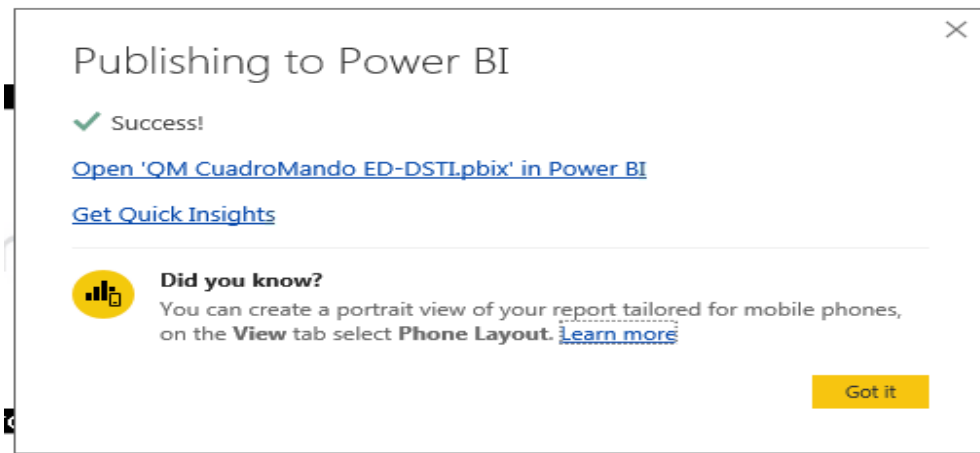 Publishing to Power BI
Success!
Open 'QM CuadroMando ED-DSTI.pbix' in Power BI
Get Quick Insights
Did you know?
You can create a portrait view of your report tailored for mobile phones,
on the View tab select Phone Layout. Learn more
Got it